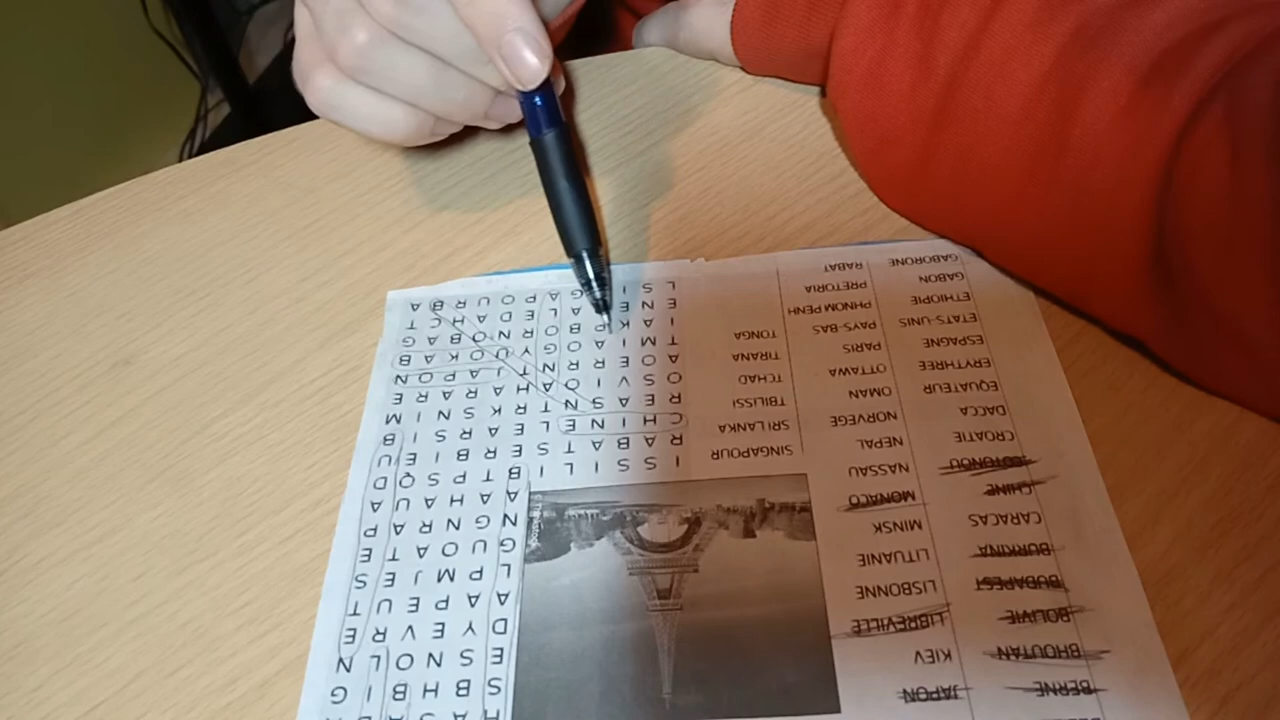 BERNE
BHOUTAN
BOLIVIE
BUDAPEST
BURKINA
CARACAS
CHINE
COTONOU
CROATIE
DACCA
EQUATEUR
ERYTHREE
ESPAGNE
ETATS-UNIS
ETHIOPIE
GABON
GABORONE
JAPON
KIEV
LIBREVILLE
LISBONNE
LITUANIE
MINSK
MONACO
NASSAU
NEPAL
NORVEGE
OMAN
OTTAWA
PARIS
PAYS-BAS
PHNOM PENH
PRETORIA
RABAT
SINGAPOUR
SRI LANKA
TBILISSI
TCHAD
TIRANA
TONGA
S B H B I G
E S N O L N
D Y E V R E
A A P E U T
L P M J E S
G U O A T E
N G N R A P
A A H A U A
I S S I L I B T P S Q D
R A B A T S E R B I E U
C H I N E L E A R S I B
R E A S N T R K S N I M
O S V I Q A H A R A R E
A O E R R N T J A P O N
T M I A O G Y U O K A B
I A K P B O R N O B A G
E N E A L E D A H C T
L S I G A P O U R B A